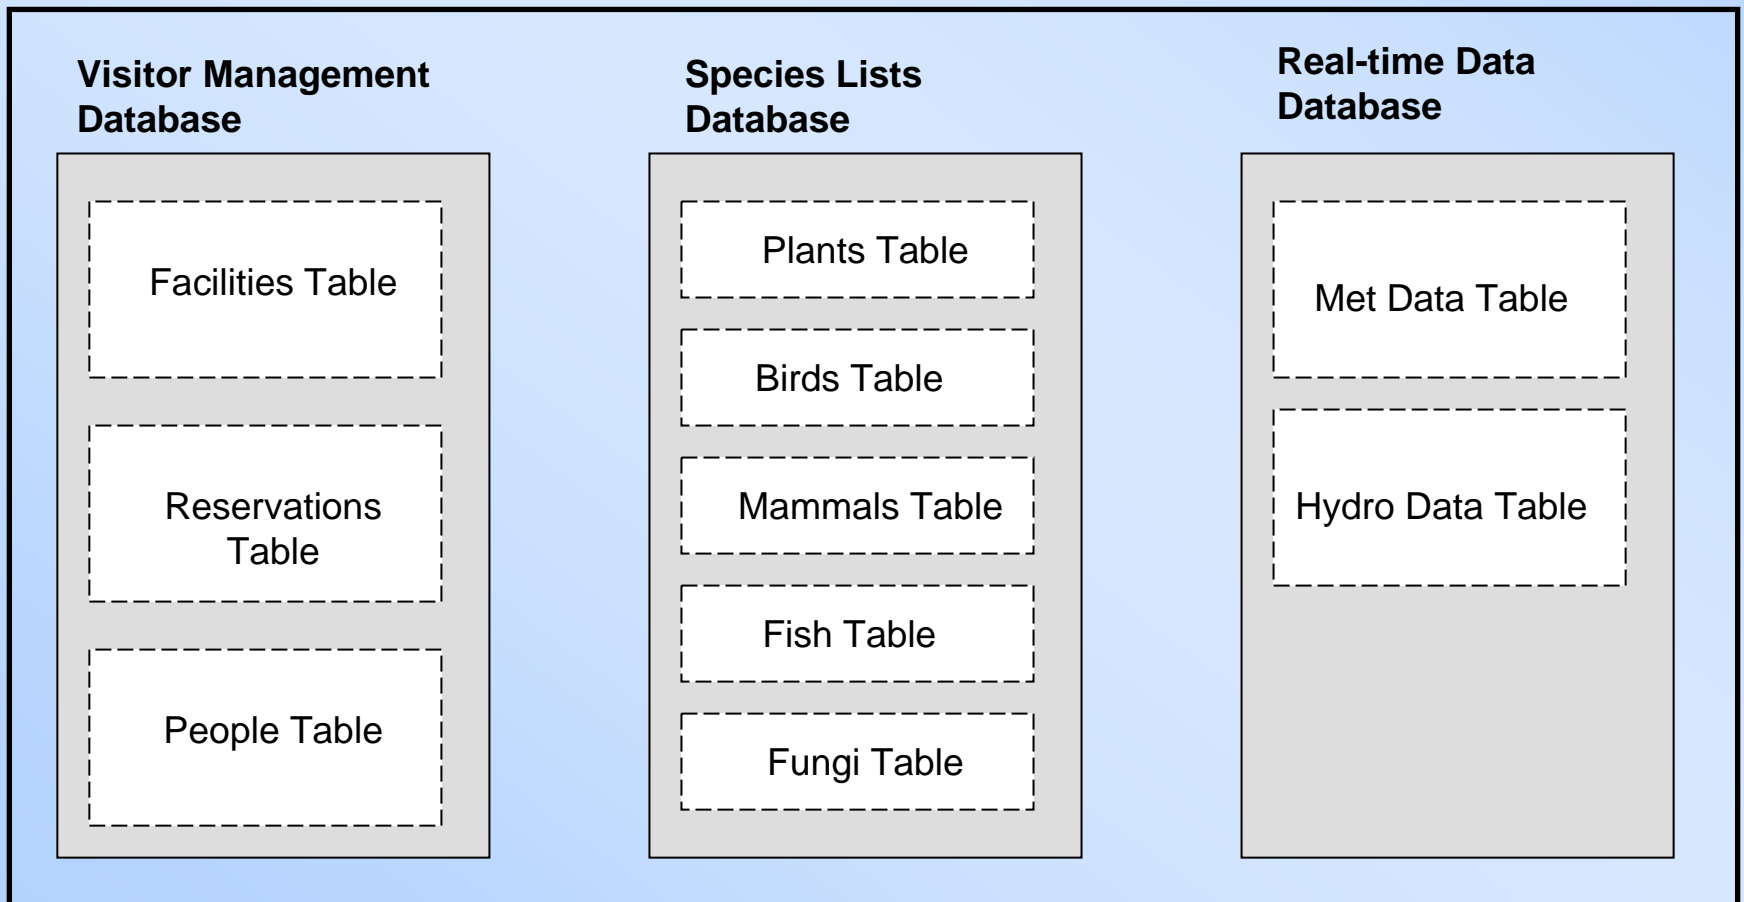 Visitor Management
Database
Facilities Table
Reservations
Table
People Table
Species Lists
Database
Plants Table
Birds Table
Mammals Table
Fish Table
Fungi Table
Real-time Data
Database
Met Data Table
Hydro Data Table